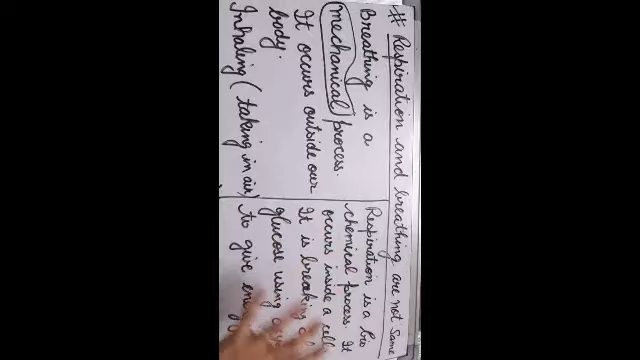 # Respiration and breathing are not same
Breathing is a
mechanical process.
It occurs outside our
body.
Inhaling (taking in air)
Respiration is a bio
chemical process. It
occurs inside a cell
It is breaking
glucose using
to give